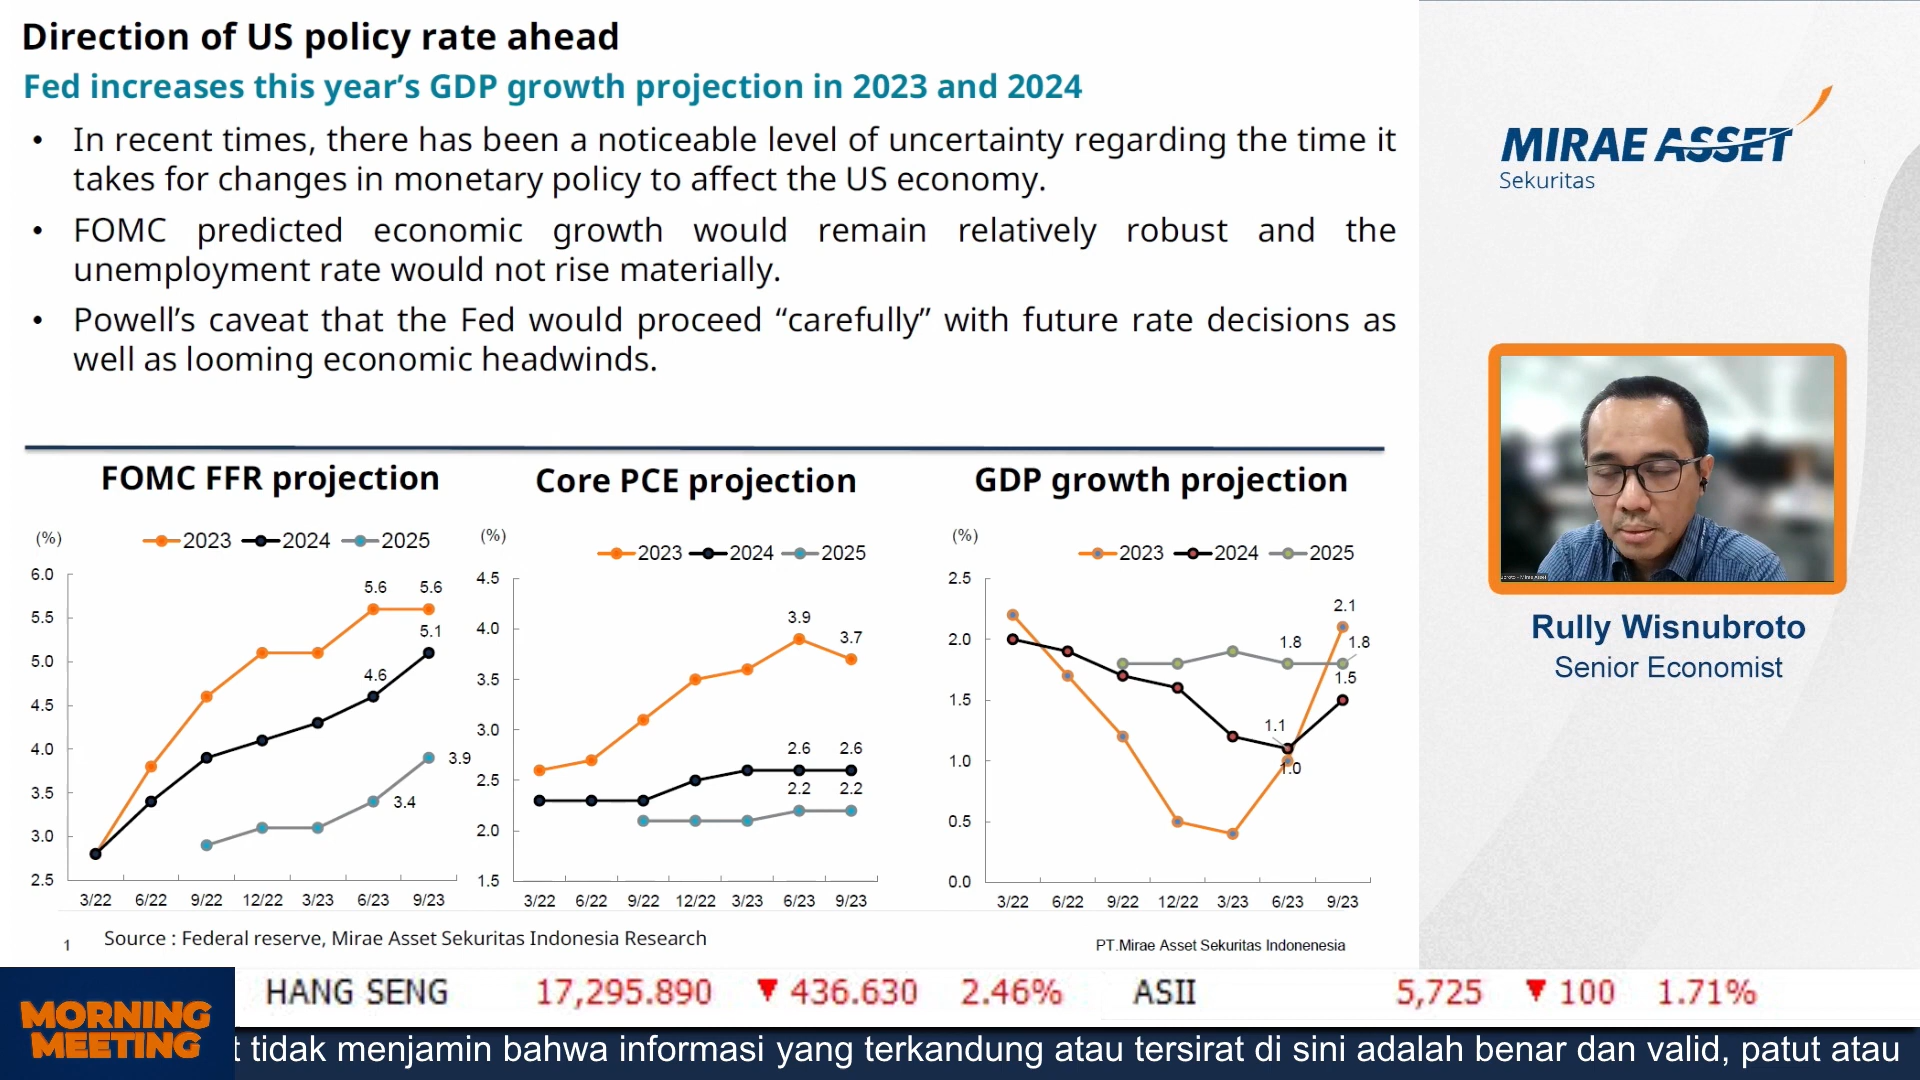 Direction of US policy rate ahead
Fed increases this year’s GDP growth projection in 2023 and 2024
• In recent times, there has been a noticeable level of uncertainty regarding the time it
takes for changes in monetary policy to affect the US economy.
• FOMC predicted economic growth would remain relatively robust and the
unemployment rate would not rise materially.
• Powell’s caveat that the Fed would proceed “carefully” with future rate decisions as
well as looming economic headwinds.
FOMC FFR projection
(%)
2023 2024 2025
6.0
5.5
5.0
4.5
4.0
3.5
3.0
2.5
5.6 5.6
5.1
4.6
3.9
3.4
3/22 6/22 9/22 12/22 3/23 6/23 9/23
Core PCE projection
(%)
2023 2024 2025
4.5
4.0
3.5
3.0
2.5
2.0
1.5
3.9
3.7
2.6 2.6
2.2 2.2
3/22 6/22 9/22 12/22 3/23 6/23 9/23
GDP growth projection
(%)
2023 2024 2025
2.5
2.0
1.5
1.0
0.5
0.0
2.1
1.8 1.8
1.5
1.1
1.0
3/22 6/22 9/22 12/22 3/23 6/23 9/23
1
Source : Federal reserve, Mirae Asset Sekuritas Indonesia Research
PT.Mirae Asset Sekuritas Indonenesia
MIRAE ASSET
Sekuritas
Rully Wisnubroto
Senior Economist
HANG SENG 17,295.890 ▼ 436.630 2.46% ASII 5,725 ▼ 100 1.71%
MORNING
MEETING
t tidak menjamin bahwa informasi yang terkandung atau tersirat di sini adalah benar dan valid, patut atau